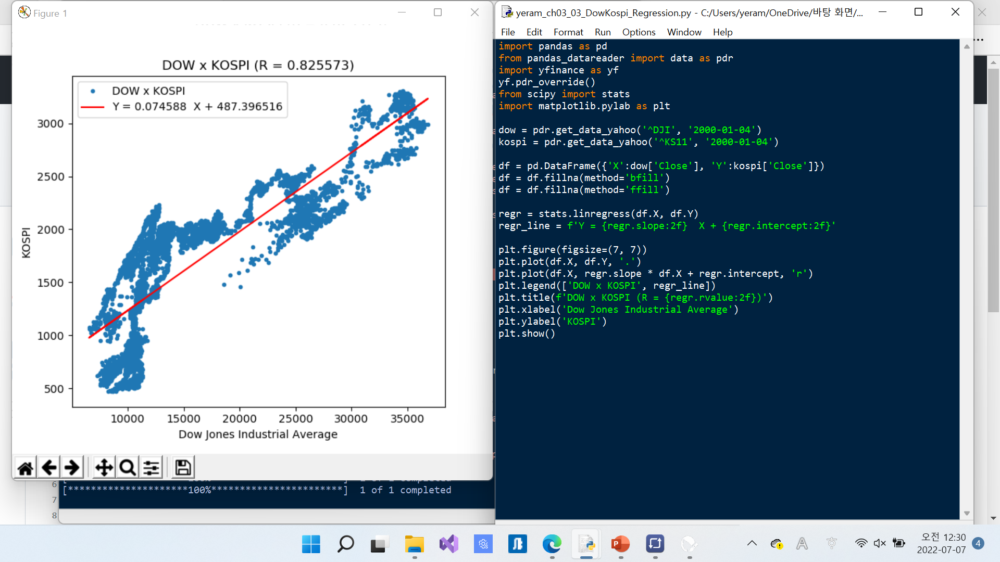 Figure 1
DOW x KOSPI (R = 0.825573)
DOW x KOSPI
Y = 0.074588  X + 487.396516
KOSPI
3000
2500
2000
1500
1000
500
10000 15000 20000 25000 30000 35000
Dow Jones Industrial Average
6
7
8
[*********************100%***********************]  1 of 1 completed
yeram_ch03_03_DowKospi_Regression.py - C:/Users/yeram/OneDrive/바탕 화면/...
File Edit Format Run Options Window Help
import pandas as pd
from pandas_datareader import data as pdr
import yfinance as yf
yf.pdr_override()
from scipy import stats
import matplotlib.pylab as plt
dow = pdr.get_data_yahoo('^DJI', '2000-01-04')
kospi = pdr.get_data_yahoo('^KS11', '2000-01-04')
df = pd.DataFrame({'X':dow['Close'], 'Y':kospi['Close']})
df = df.fillna(method='bfill')
df = df.fillna(method='ffill')
regr = stats.linregress(df.X, df.Y)
regr_line = f'Y = {regr.slope:2f}  X + {regr.intercept:2f}'
plt.figure(figsize=(7, 7))
plt.plot(df.X, df.Y, '.')
plt.plot(df.X, regr.slope * df.X + regr.intercept, 'r')
plt.legend(['DOW x KOSPI', regr_line])
plt.title(f'DOW x KOSPI (R = {regr.rvalue:2f})')
plt.xlabel('Dow Jones Industrial Average')
plt.ylabel('KOSPI')
plt.show()
A
오전 12:30
2022-07-07
4